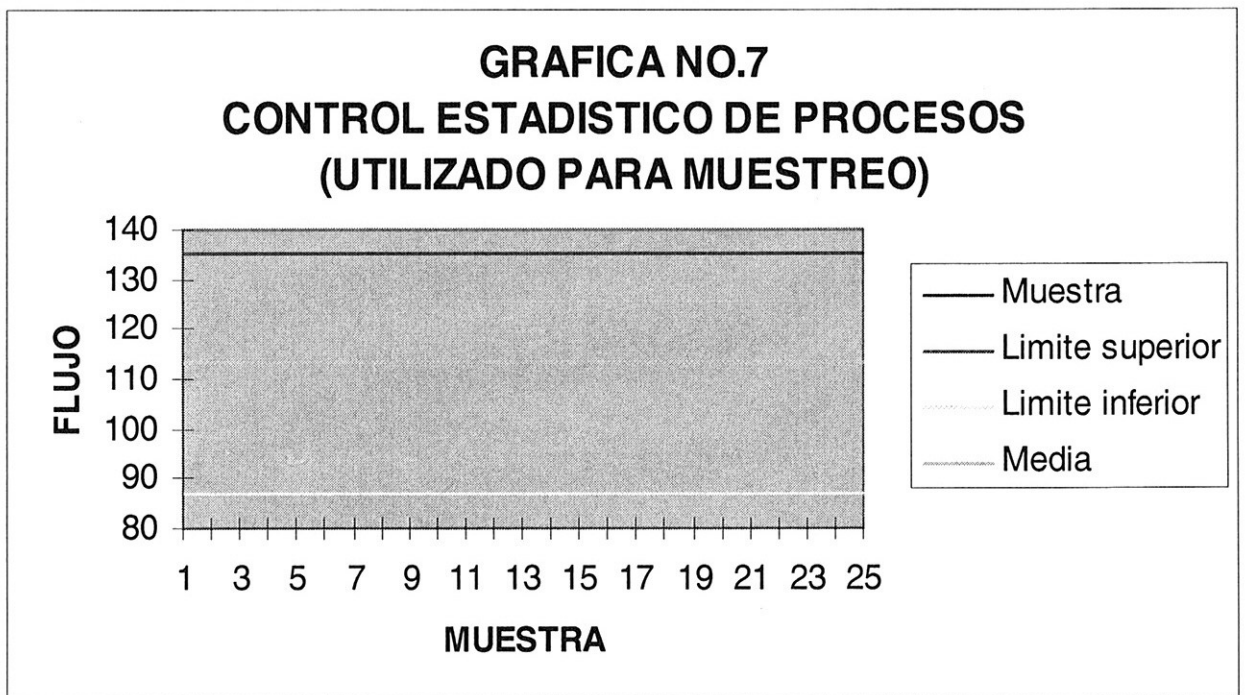 GRAFICA NO.7
CONTROL ESTADISTICO DE PROCESOS
(UTILIZADO PARA MUESTREO)
140
130
120
110
100
90
80
FLUJO
1 3 5 7 9 11 13 15 17 19 21 23 25
MUESTRA
Muestra
Limite superior
Limite inferior
Media